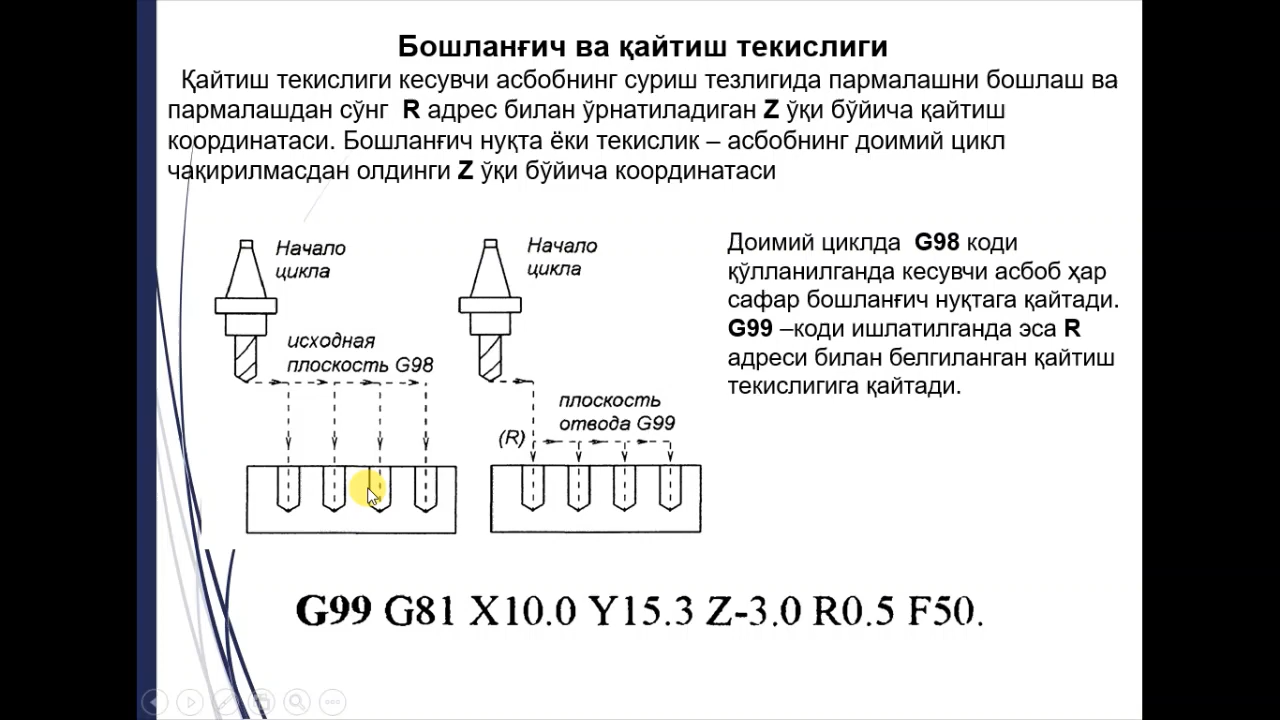 Бошланғич ва қайтиш текислиги
Қайтиш текислиги кесувчи асбобнинг суриш тезлигида пармалашни бошлаш ва
пармалашдан сўнг R адрес билан ўрнатиладиган Z ўқи бўйича қайтиш
координатаси. Бошланғич нуқта ёки текислик – асбобнинг доимий цикл
чақирилмасдан олдинги Z ўқи бўйича координатаси
Начало
цикла
исходная
плоскость G98
Начало
цикла
плоскость
отвода G99
(R)
Доимий циклда G98 коди
қўлланилганда кесувчи асбоб ҳар
сафар бошланғич нуқтага қайтади.
G99 –коди ишлатилганда эса R
адреси билан белгиланган қайтиш
текислигига қайтади.
G99 G81 X10.0 Y15.3 Z-3.0 R0.5 F50.